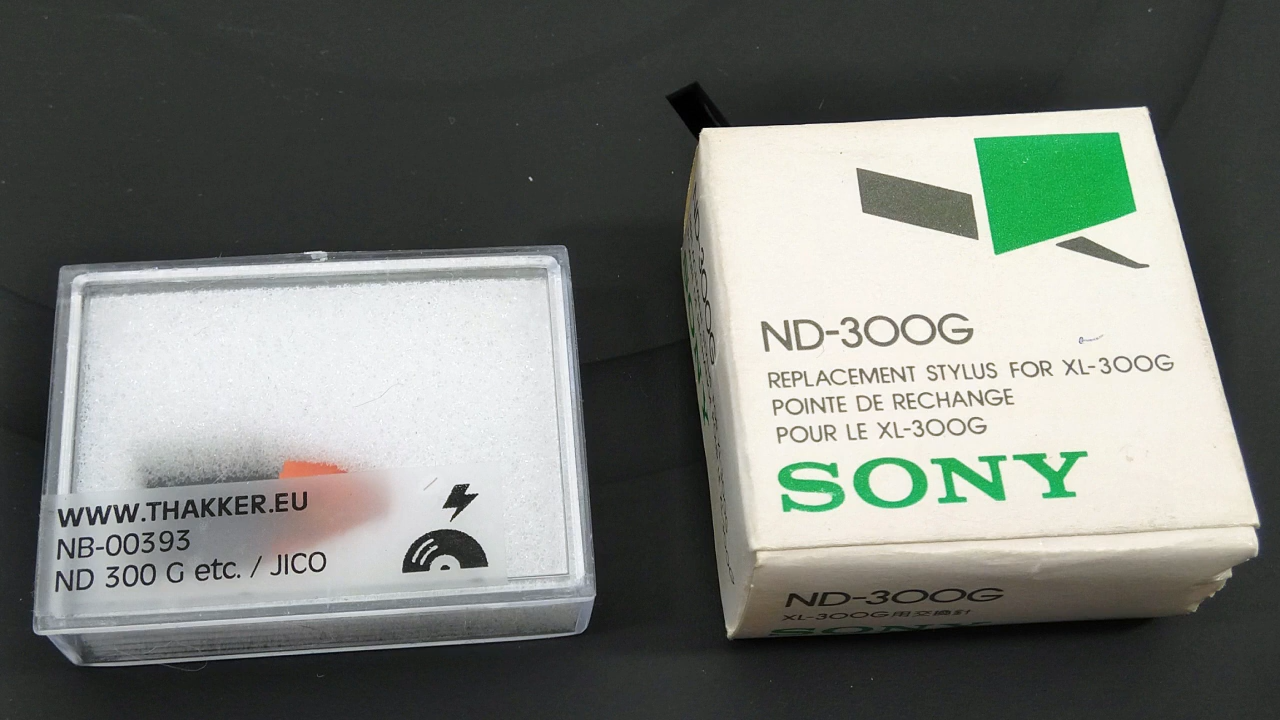 WWW.THAKKER.EU
NB-00393
ND 300 G etc. / JICO
ND-300G
REPLACEMENT STYLUS FOR XL-300G
POINTE DE RECHANGE
POUR LE XL-300G
SONY
ND-300G
XL-300G用交換針
SONY